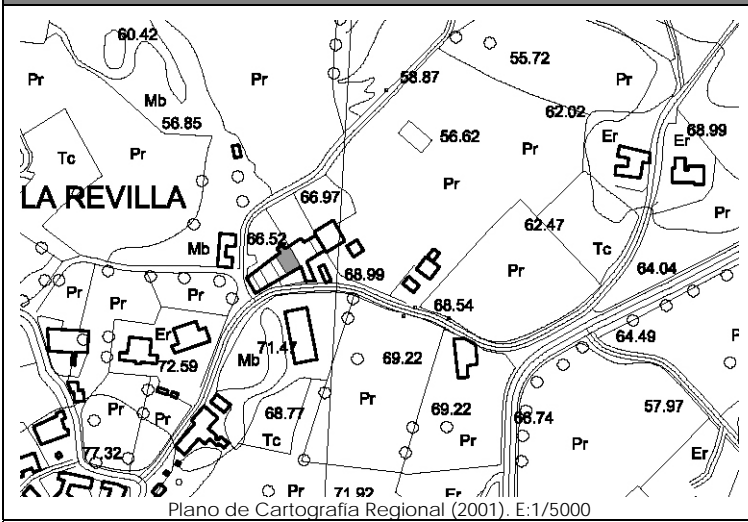 60.42
55.72
Pr
Pr
58.87
Pr
Mb
62.02
56.85
56.62
Er
Er
68.99
Tc
Pr
Pr
Pr
LA REVILLA
66.97
Pr
66.52
62.47
Mb
Tc
68.99
Pr
64.04
Pr
Pr
Pr
68.54
Er
71.47
64.49
Mb
69.22
72.59
Pr
57.97
Pr
Pr
68.77
69.22
66.74
Tc
Pr
Pr
77.32
Er
Pr
71.92
Er
Plano de Cartografía Regional (2001). E:1/5000